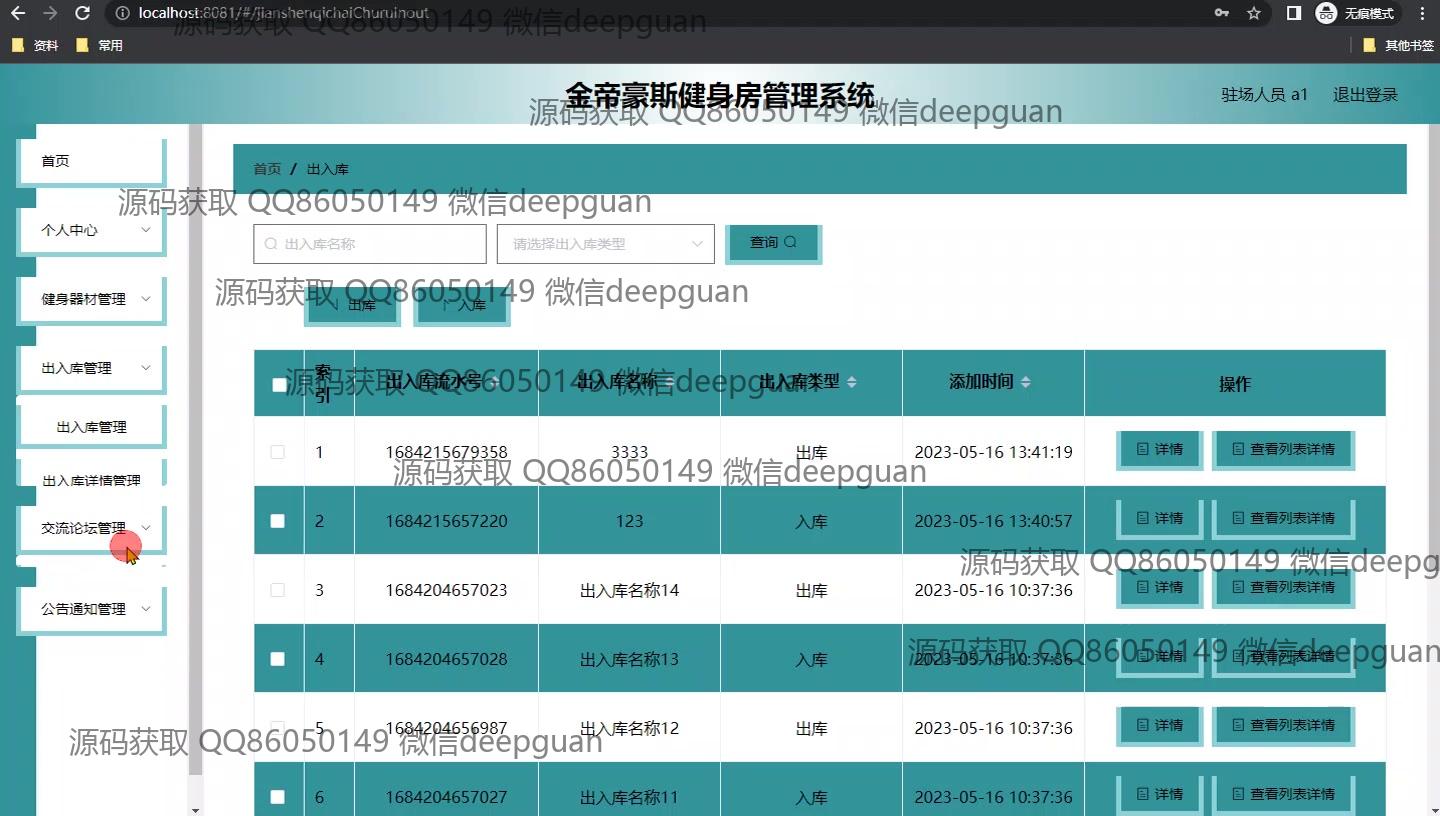 localhost:8081/#/jianshenqichaiChuruinout
无痕模式
资料
常用
其他书签
金帝豪斯健身房管理系统
驻场人员 a1
退出登录
源码获取 QQ86050149 微信deepguan
源码获取 QQ86050149 微信deepguan
首页
首页 / 出入库
源码获取 QQ86050149 微信deepguan
个人中心
出入库名称
请选择出入库类型
查询
源码获取 QQ86050149 微信deepguan
健身器材管理
出库
入库
出入库管理
源码获取 QQ86050149 微信deepguan
索引
出入库流水号
出入库名称
出入库类型
添加时间
操作
出入库管理
1 1684215679358 3333 出库 2023-05-16 13:41:19 详情 查看列表详情
源码获取 QQ86050149 微信deepguan
出入库详情管理
2 1684215657220 123 入库 2023-05-16 13:40:57 详情 查看列表详情
交流论坛管理
源码获取 QQ86050149 微信deepg
3 1684204657023 出入库名称14 出库 2023-05-16 10:37:36 详情 查看列表详情
公告通知管理
4 1684204657028 出入库名称13 入库 2023-05-16 10:37:36 详情 查看列表详情
源码获取 QQ86050149 微信deepguan
5 1684204656987 出入库名称12 出库 2023-05-16 10:37:36 详情 查看列表详情
源码获取 QQ86050149 微信deepguan
6 1684204657027 出入库名称11 入库 2023-05-16 10:37:36 详情 查看列表详情